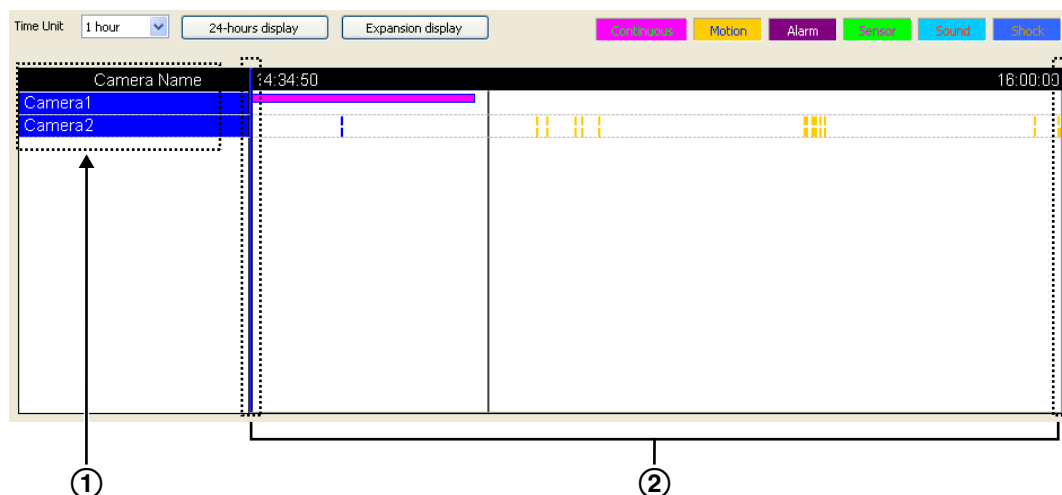 Time Unit 1 hour 24-hours display Expansion display Continuous Motion Alarm Sensor Sound Shock
Camera Name 14:34:50 16:00:00
Camera1
Camera2
① ②